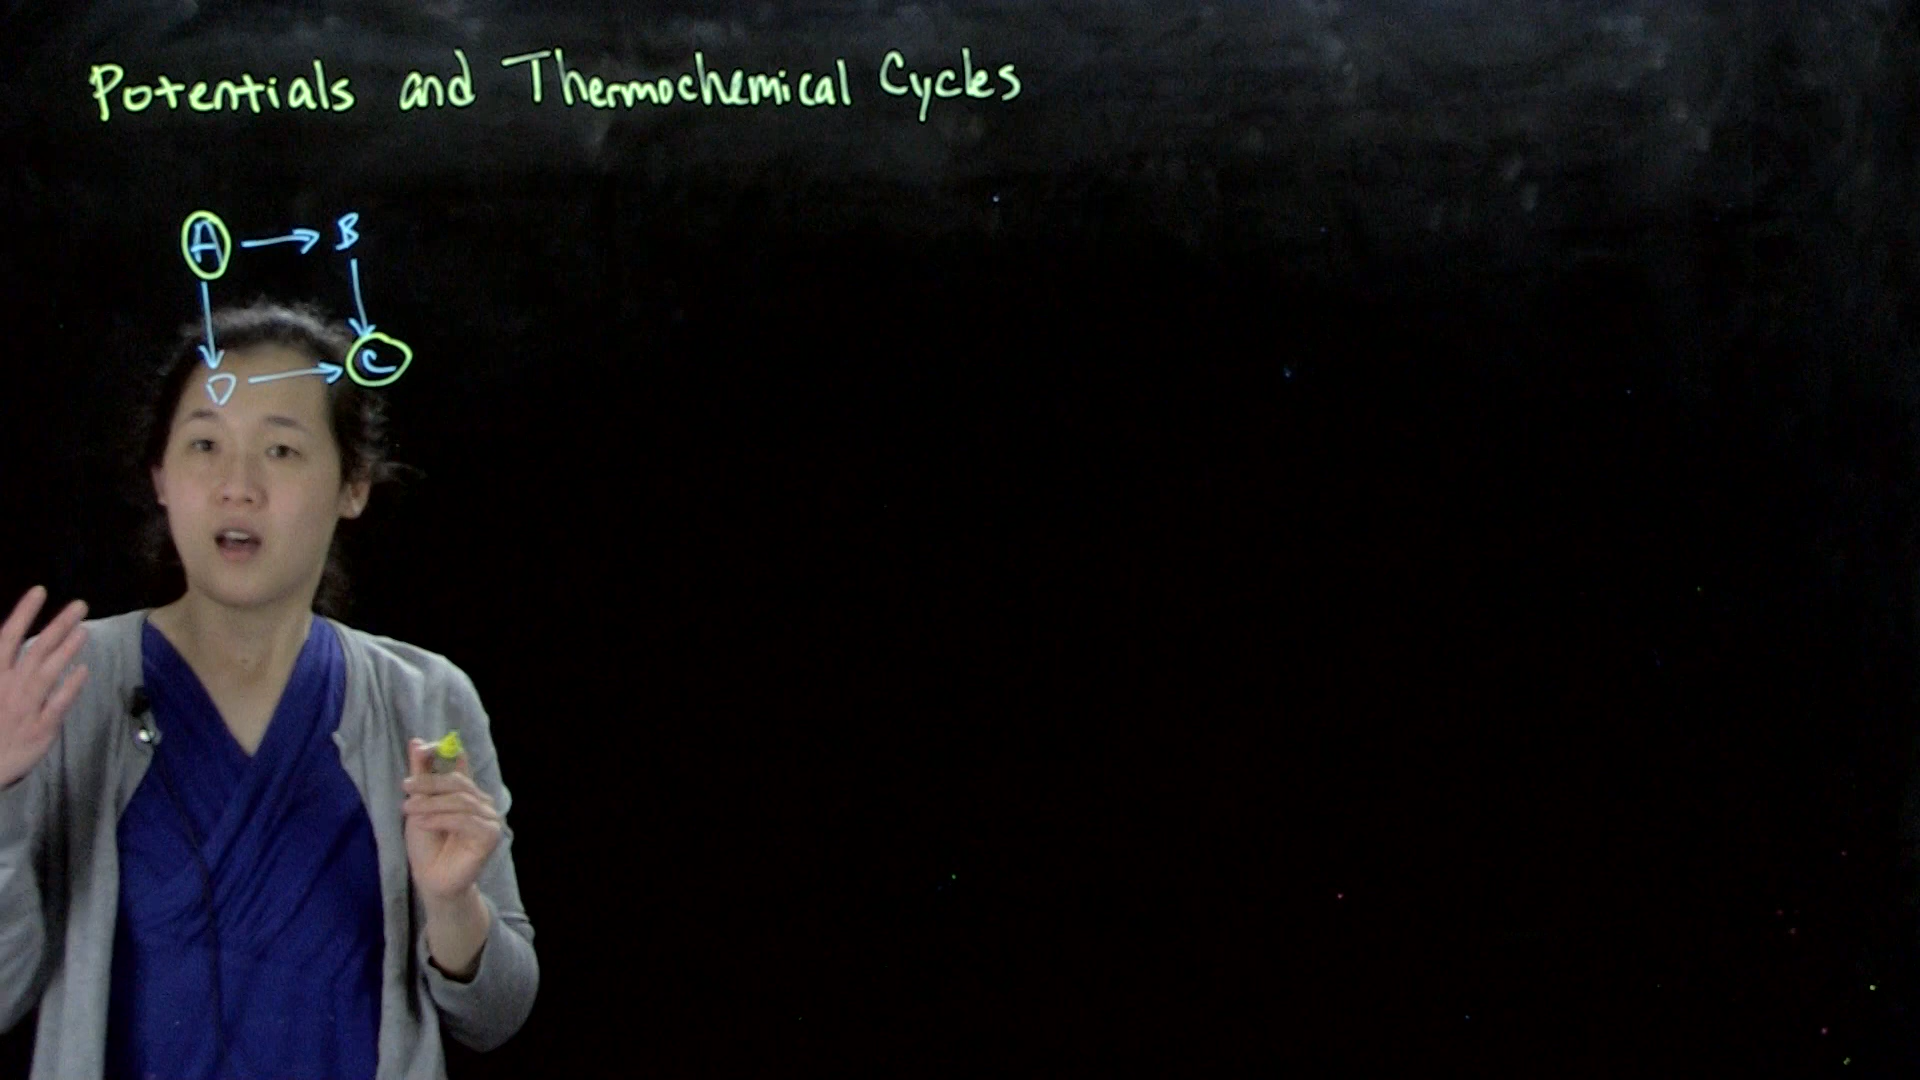 Potentials and Thermochemical Cycles
A → B
D → C